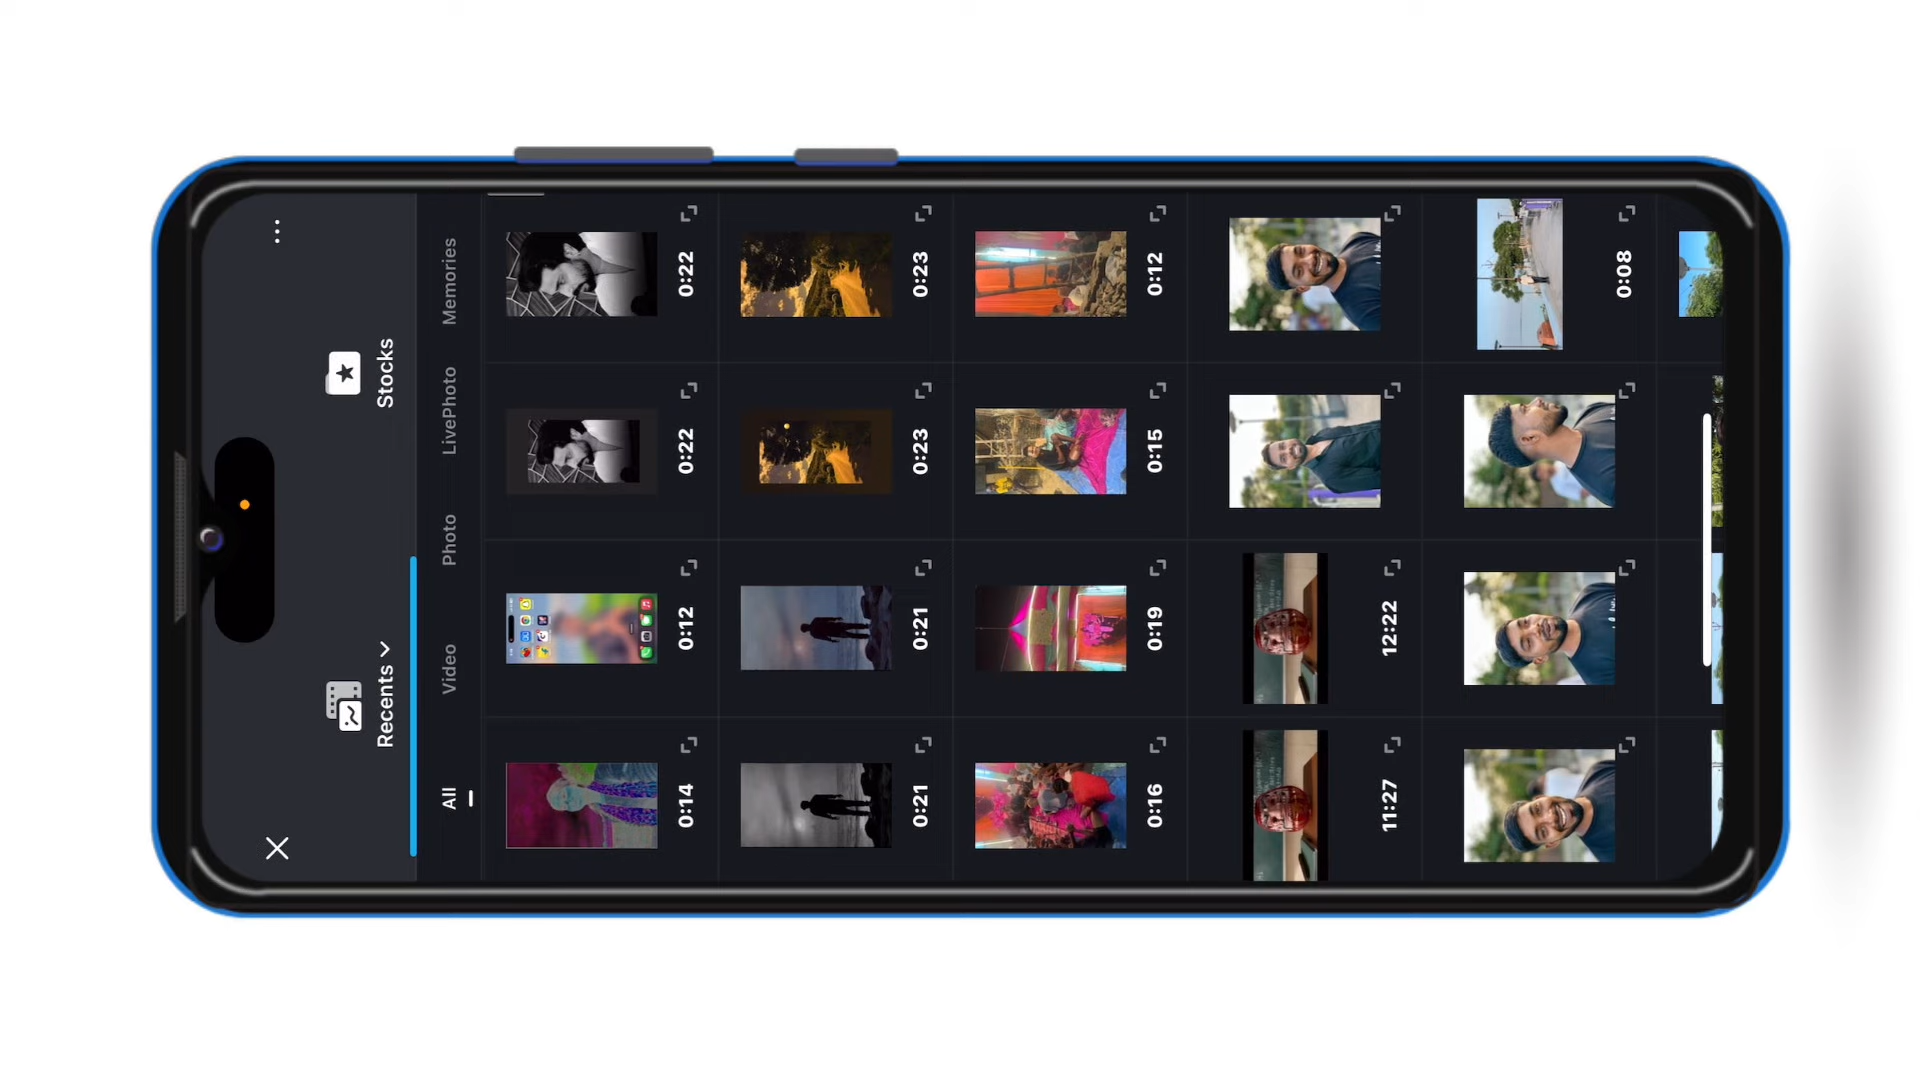 Recents
Stocks
All
Video
Photo
LivePhoto
Memories
0:14
0:12
0:22
0:22
0:21
0:21
0:23
0:23
0:16
0:19
0:15
0:12
11:27
12:22
0:08